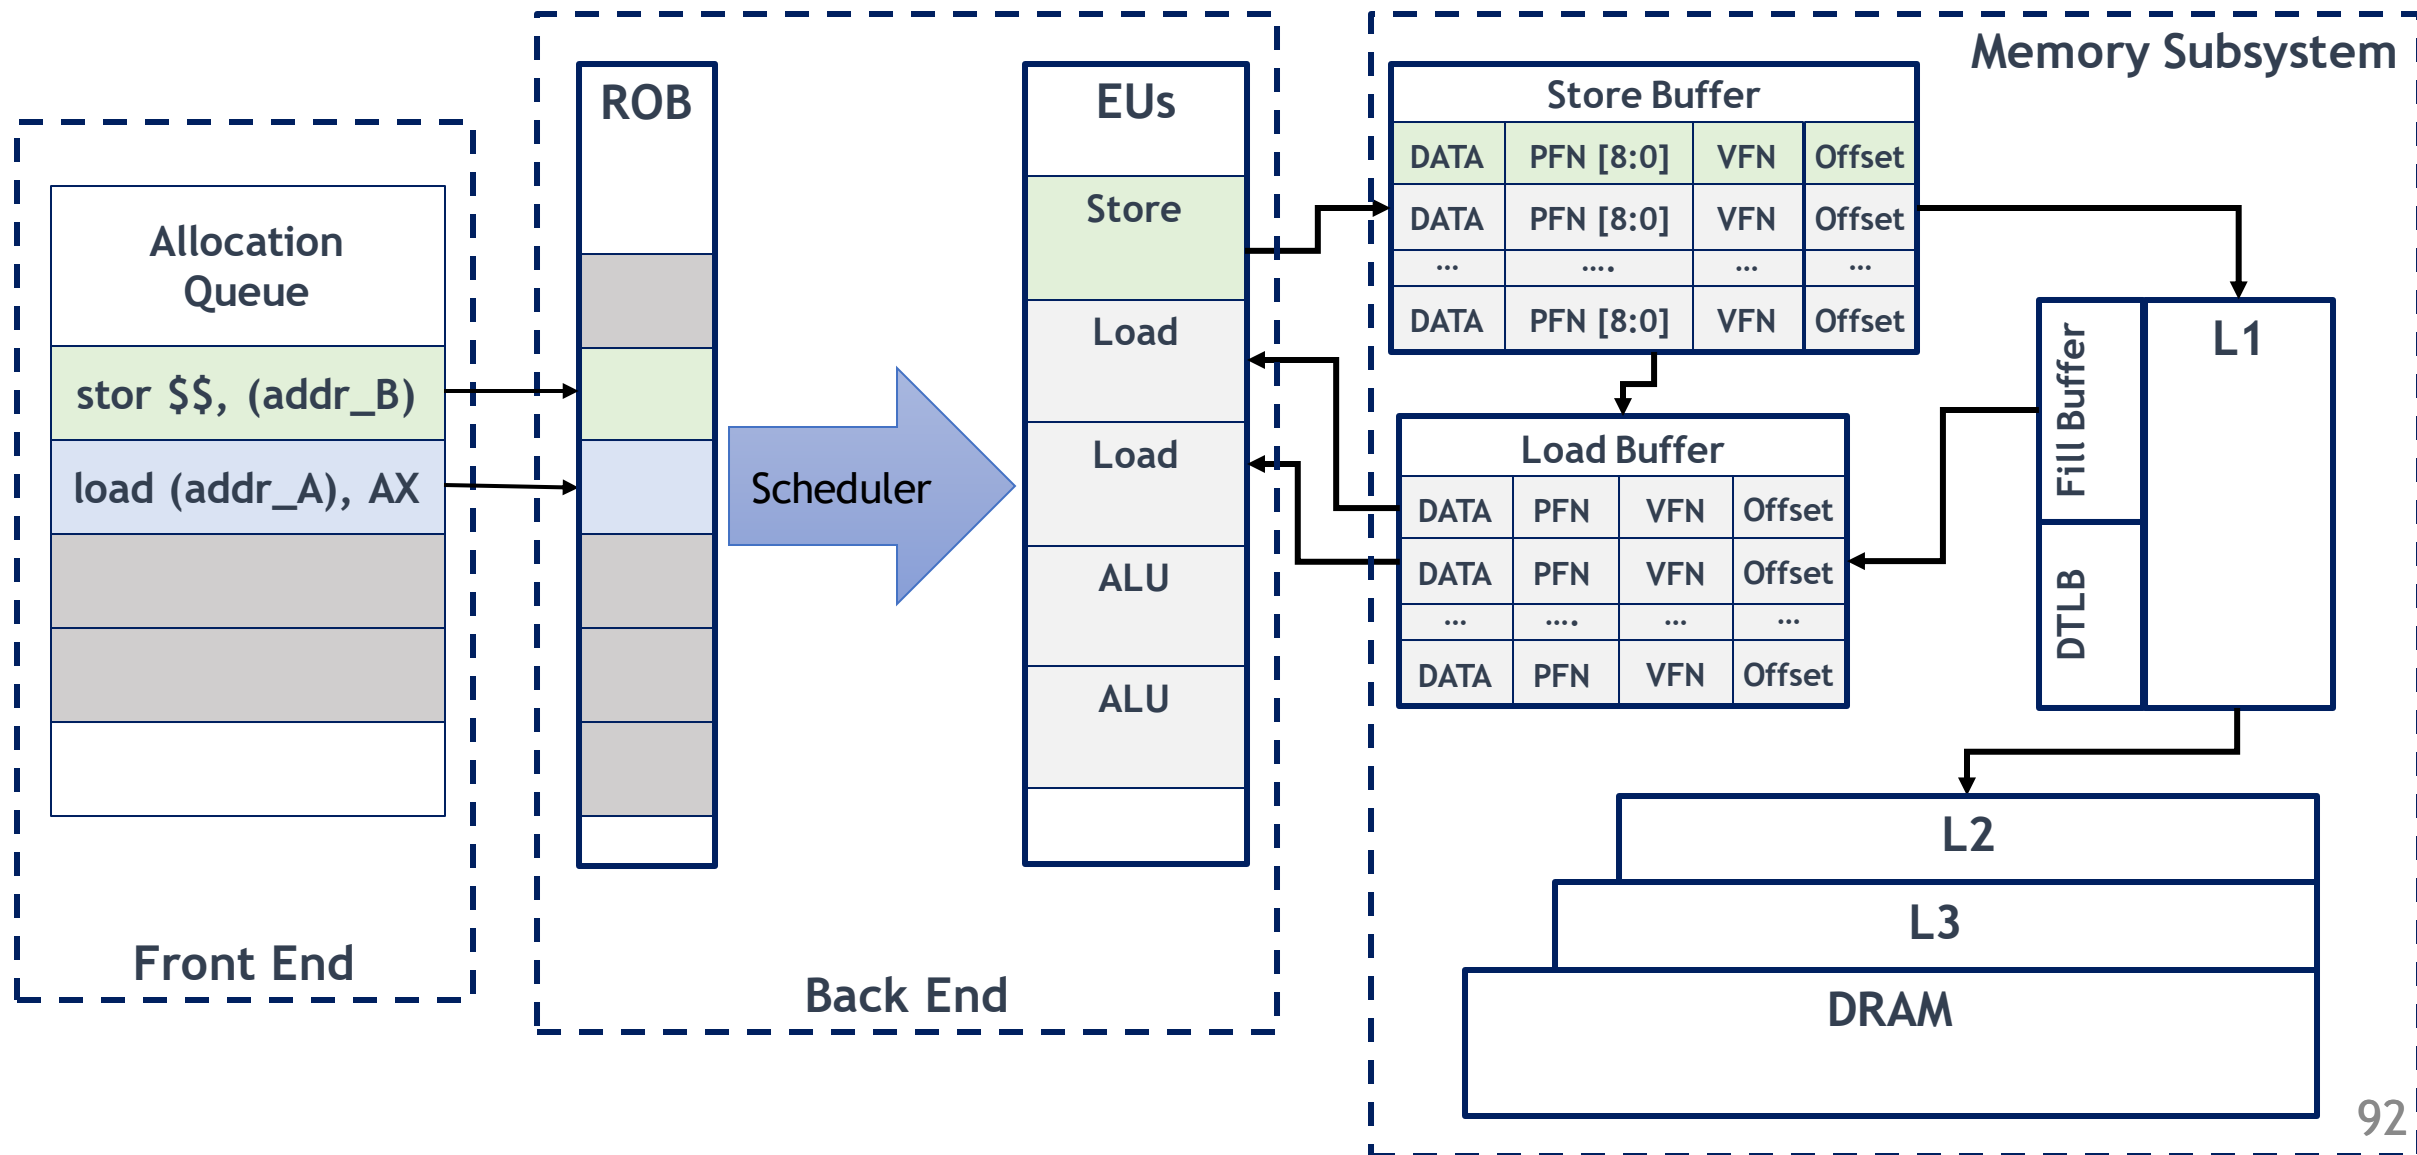 Allocation
Queue
stor $$, (addr_B)
load (addr_A), AX
Front End
ROB
Scheduler
EUs
Store
Load
Load
ALU
ALU
Back End
Memory Subsystem
Store Buffer
DATA PFN [8:0] VFN Offset
DATA PFN [8:0] VFN Offset
... .... ... ...
DATA PFN [8:0] VFN Offset
Load Buffer
DATA PFN VFN Offset
DATA PFN VFN Offset
... .... ... ...
DATA PFN VFN Offset
Fill Buffer
DTLB
L1
L2
L3
DRAM
92